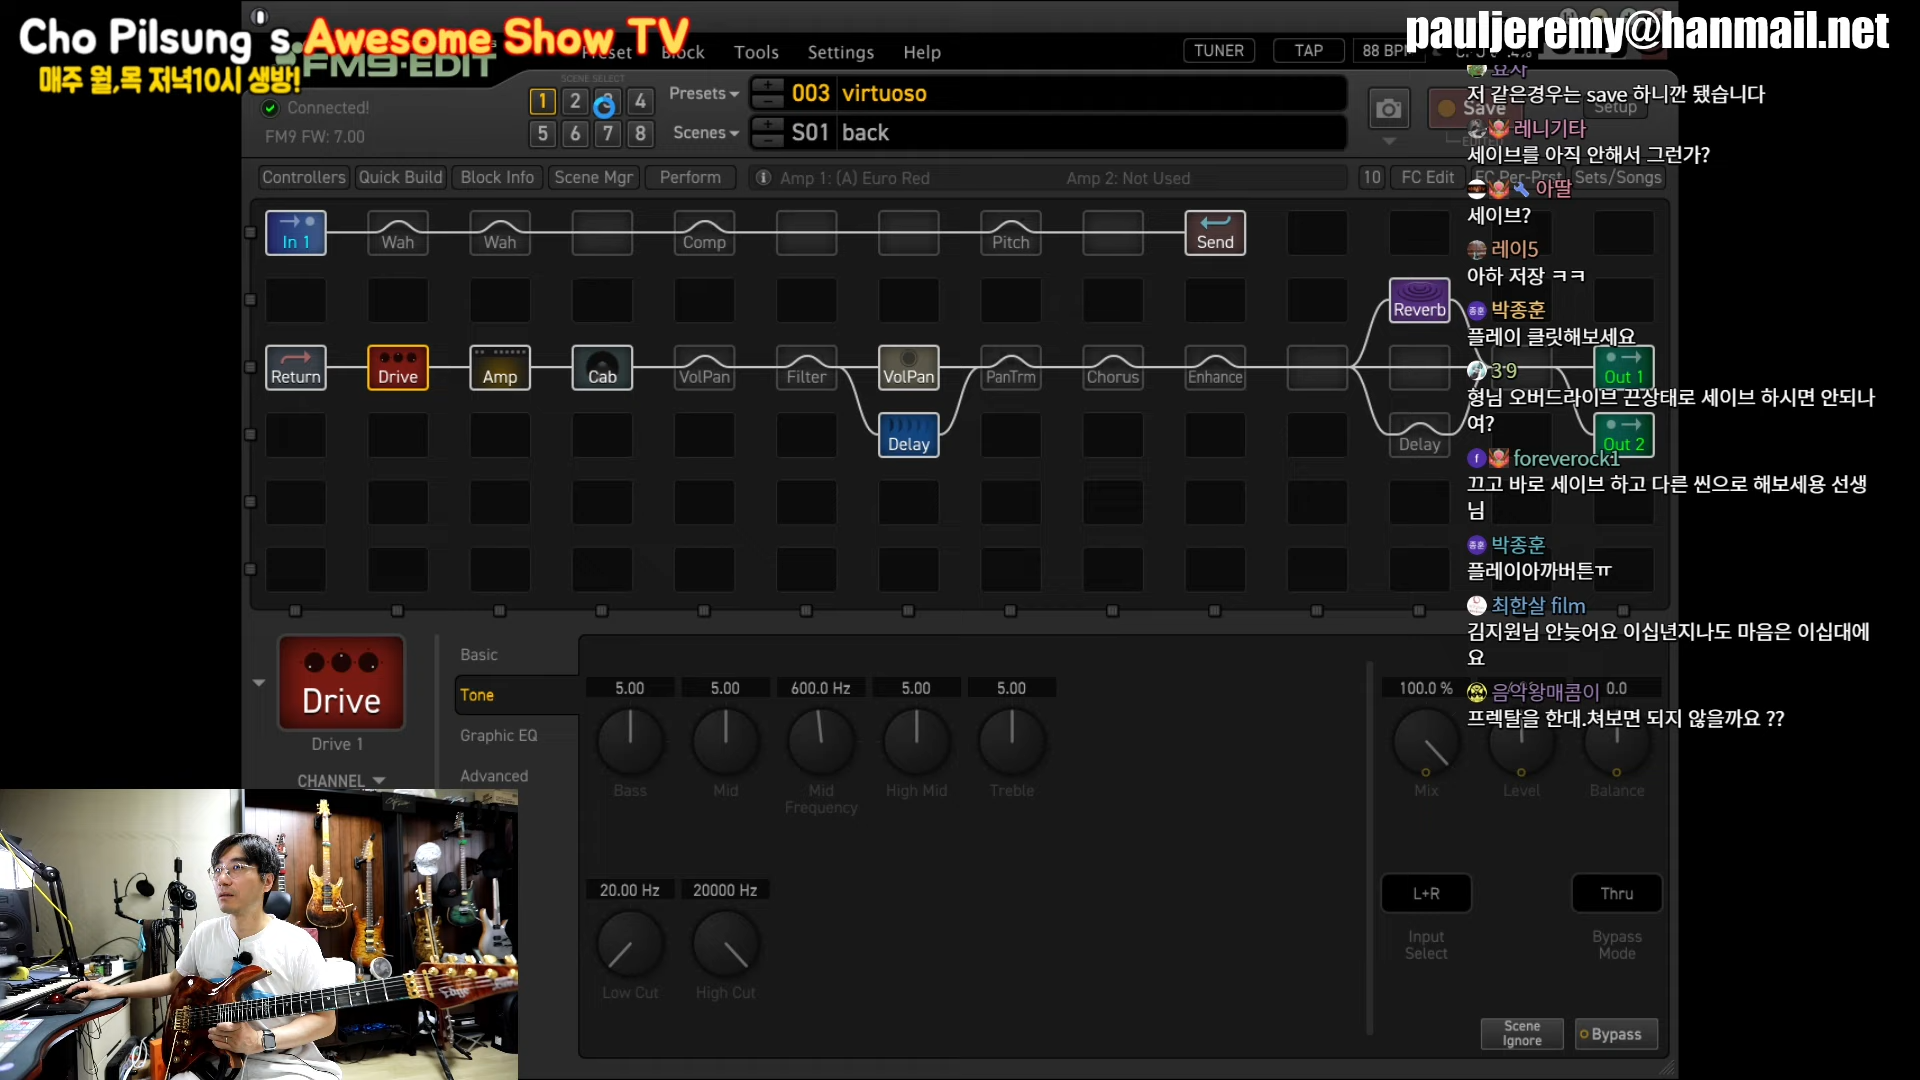 Cho Pilsung s Awesome Show TV
매주 월,목 저녁10시 생방!
pauljeremy@hanmail.net
FM9-EDIT
Preset Block Tools Settings Help
TUNER TAP 88 BPM
Connected!
FM9 FW: 7.00
SCENE SELECT
1 2 3 4
5 6 7 8
Presets 003 virtuoso
Scenes S01 back
Save
EDITED
Setup
Controllers Quick Build Block Info Scene Mgr Perform
Amp 1: (A) Euro Red Amp 2: Not Used
10 FC Edit FC Per-Prst Sets/Songs
In 1 Wah Wah Comp Pitch Send
Reverb
Return Drive Amp Cab VolPan Filter VolPan PanTrm Chorus Enhance Out 1
Delay Delay Out 2
Drive
Drive 1
CHANNEL
Basic
Tone
Graphic EQ
Advanced
5.00 5.00 600.0 Hz 5.00 5.00
Bass Mid Mid Frequency High Mid Treble
20.00 Hz 20000 Hz
Low Cut High Cut
100.0 % 0.0
Mix Level Balance
L+R Thru
Input Select
Bypass Mode
Scene Ignore
Bypass
효자
저 같은경우는 save 하니깐 됐습니다
레니기타
세이브를 아직 안해서 그런가?
아딸
세이브?
레이5
아하 저장 ㅋㅋ
박종훈
플레이 클릿해보세요
3 9
형님 오버드라이브 끈상태로 세이브 하시면 안되나
여?
foreverock1
끄고 바로 세이브 하고 다른 씬으로 해보세용 선생
님
박종훈
플레이아까버튼ㅠ
최한살 film
김지원님 안늦어요 이십년지나도 마음은 이십대에
요
음악왕매콤이
프렉탈을 한대.쳐보면 되지 않을까요 ??